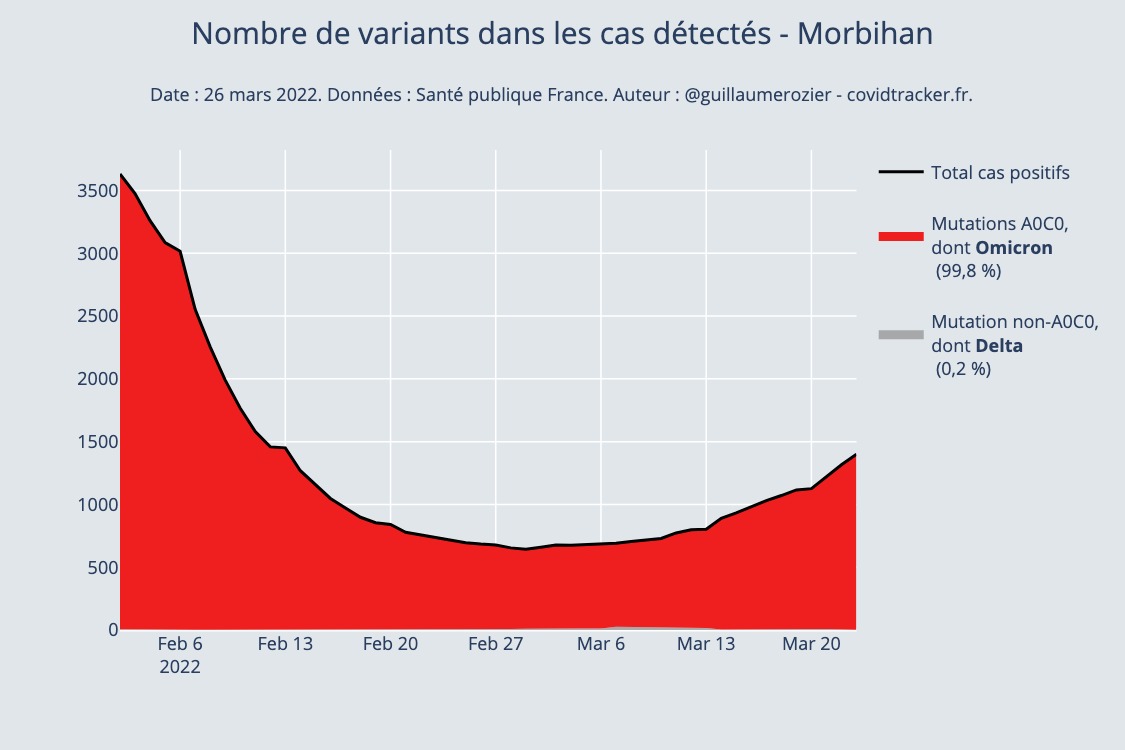 Nombre de variants dans les cas détectés - Morbihan
Date : 26 mars 2022. Données : Santé publique France. Auteur : @guillaumerozier - covidtracker.fr.
3500
3000
2500
2000
1500
1000
500
0
Feb 6
2022
Feb 13
Feb 20
Feb 27
Mar 6
Mar 13
Mar 20
Total cas positifs
Mutations A0C0,
dont Omicron
(99,8 %)
Mutation non-A0C0,
dont Delta
(0,2 %)